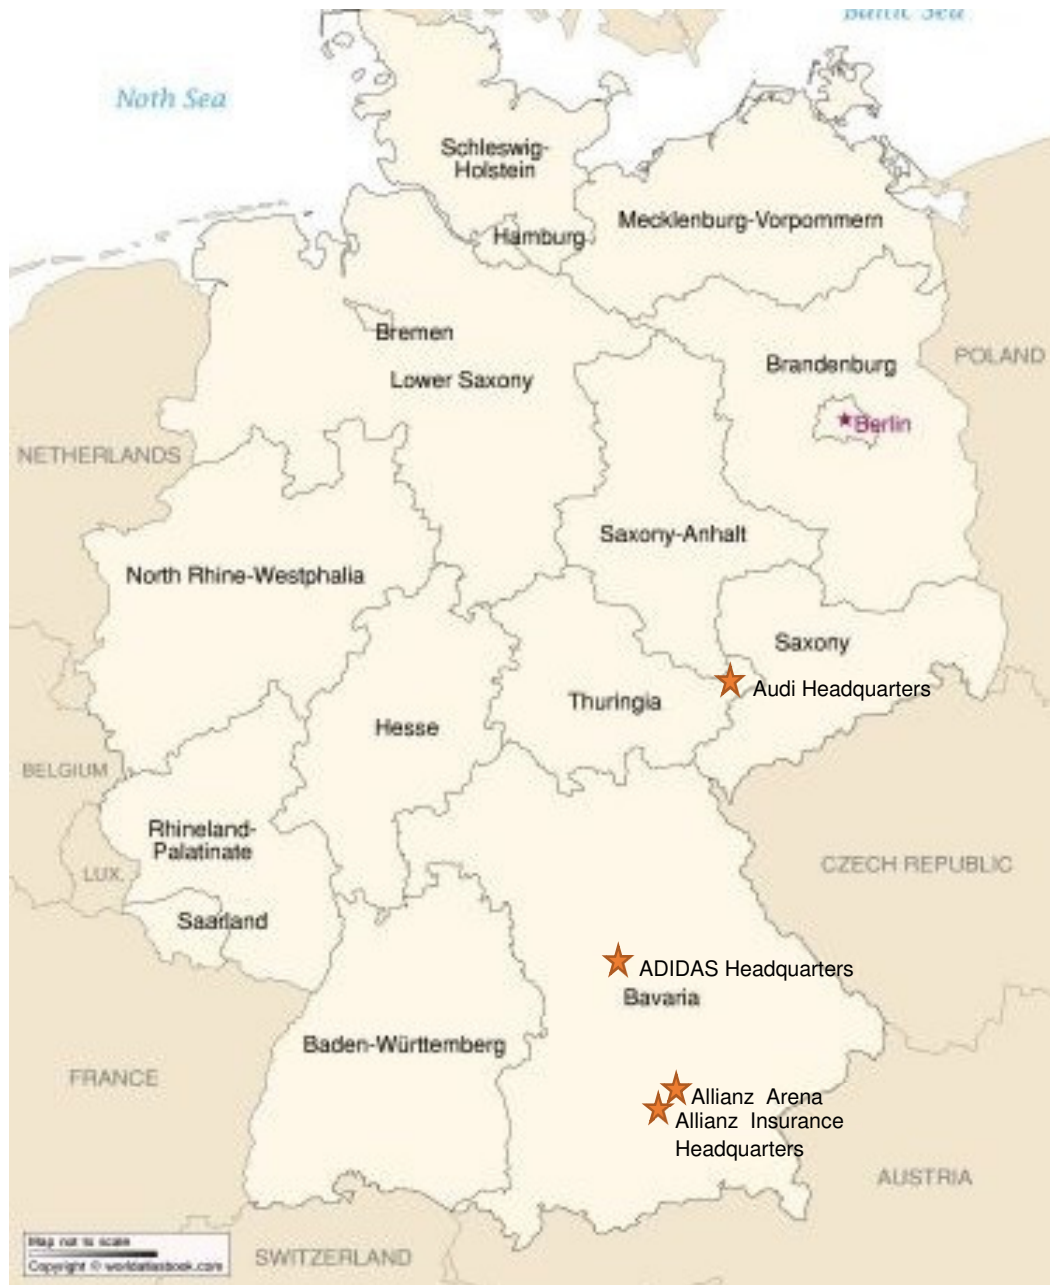 Baltic Sea
Noth Sea
Schleswig-
Holstein
Mecklenburg-Vorpommern
Hamburg
Bremen
Lower Saxony
Brandenburg
POLAND
Berlin
NETHERLANDS
Saxony-Anhalt
North Rhine-Westphalia
Saxony
Audi Headquarters
Thuringia
Hesse
BELGIUM
Rhineland-
Palatinate
LUX.
CZECH REPUBLIC
Saarland
ADIDAS Headquarters
Bavaria
Baden-Württemberg
FRANCE
Allianz Arena
Allianz Insurance
Headquarters
AUSTRIA
Map not to scale
Copyright © worldatlasbook.com
SWITZERLAND